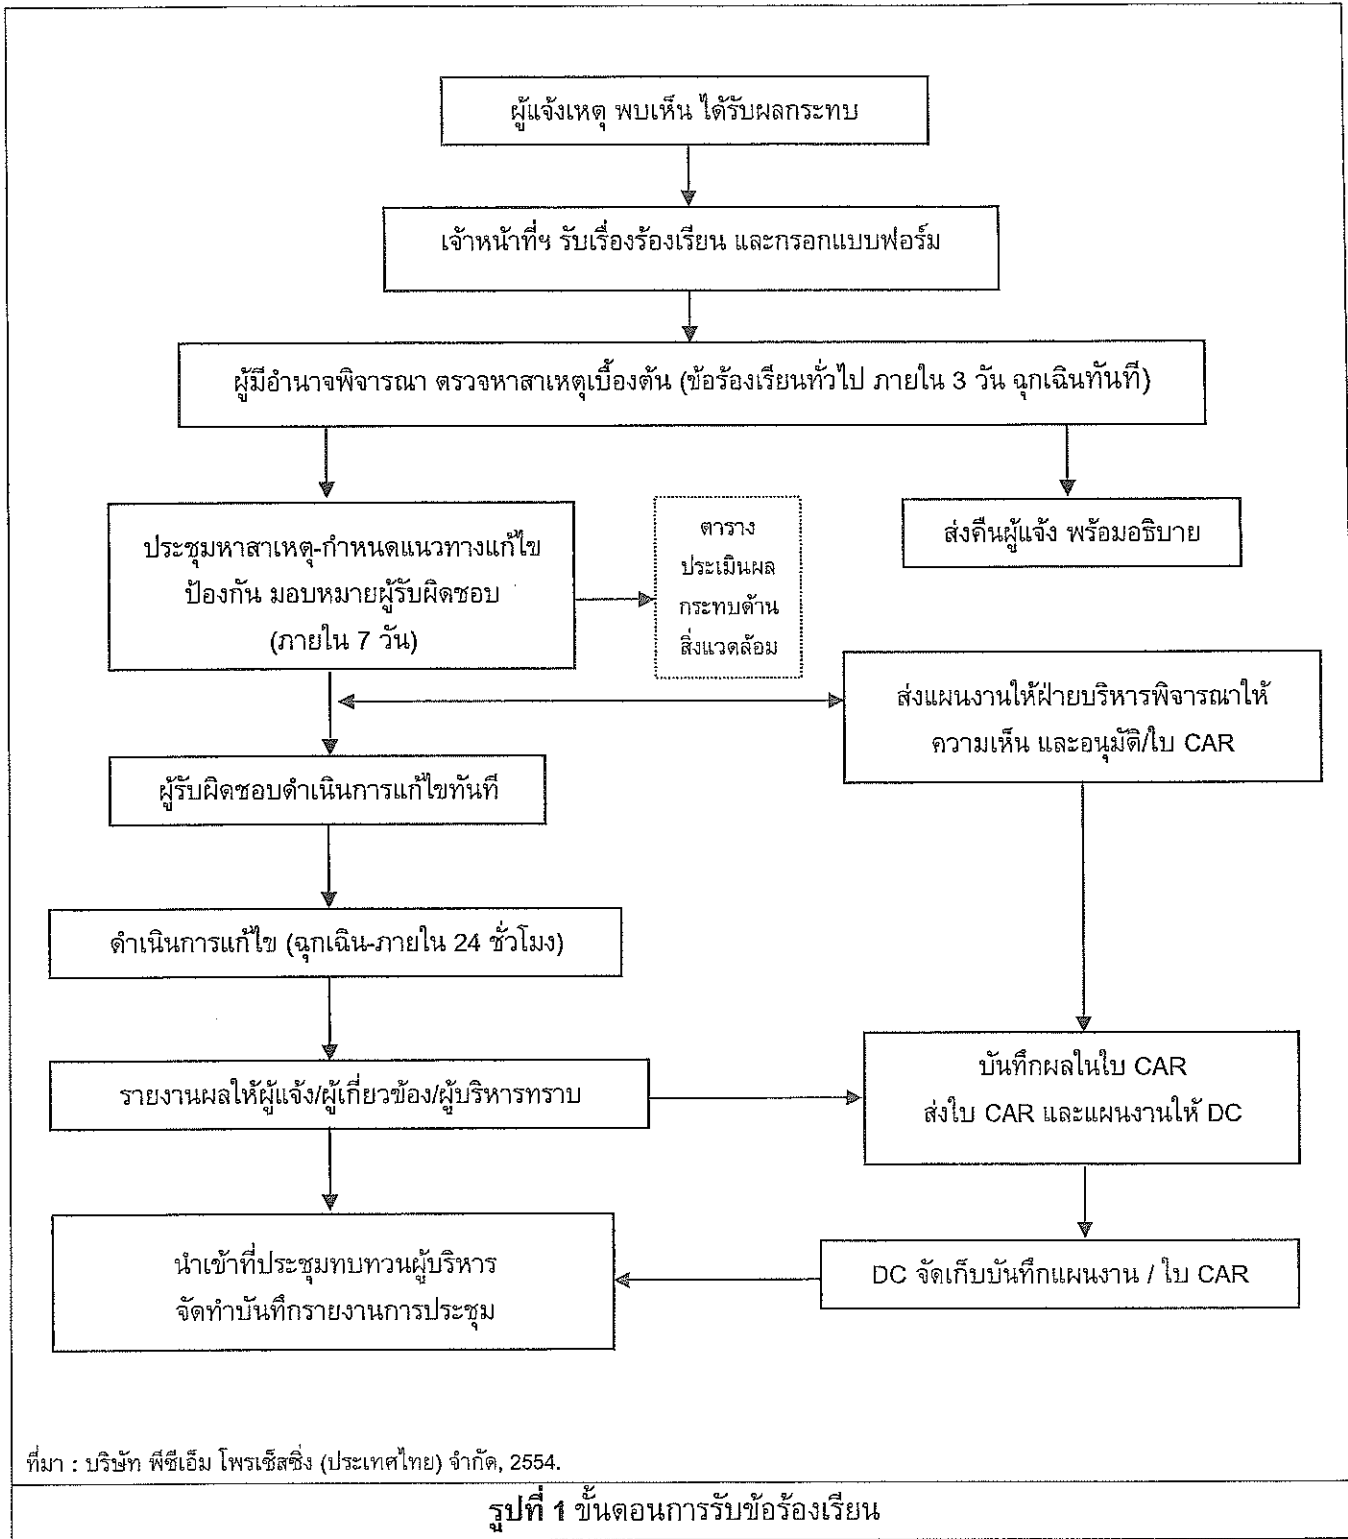 ผู้แจ้งเหตุ พบเห็น ได้รับผลกระทบ
เจ้าหน้าที่ฯ รับเรื่องร้องเรียน และกรอกแบบฟอร์ม
ผู้มีอำนาจพิจารณา ตรวจหาสาเหตุเบื้องต้น (ข้อร้องเรียนทั่วไป ภายใน 3 วัน ฉุกเฉินทันที)
ประชุมหาสาเหตุ-กำหนดแนวทางแก้ไข
ป้องกัน มอบหมายผู้รับผิดชอบ
(ภายใน 7 วัน)
ตาราง
ประเมินผล
กระทบด้าน
สิ่งแวดล้อม
ส่งคืนผู้แจ้ง พร้อมอธิบาย
ส่งแผนงานให้ฝ่ายบริหารพิจารณาให้
ความเห็น และอนุมัติ/ใบ CAR
ผู้รับผิดชอบดำเนินการแก้ไขทันที
ดำเนินการแก้ไข (ฉุกเฉิน-ภายใน 24 ชั่วโมง)
รายงานผลให้ผู้แจ้ง/ผู้เกี่ยวข้อง/ผู้บริหารทราบ
บันทึกผลในใบ CAR
ส่งใบ CAR และแผนงานให้ DC
นำเข้าที่ประชุมทบทวนผู้บริหาร
จัดทำบันทึกรายงานการประชุม
DC จัดเก็บบันทึกแผนงาน / ใบ CAR
ที่มา : บริษัท พีซีเอ็ม โพรเซ็สซิ่ง (ประเทศไทย) จำกัด, 2554.
รูปที่ 1 ขั้นตอนการรับข้อร้องเรียน